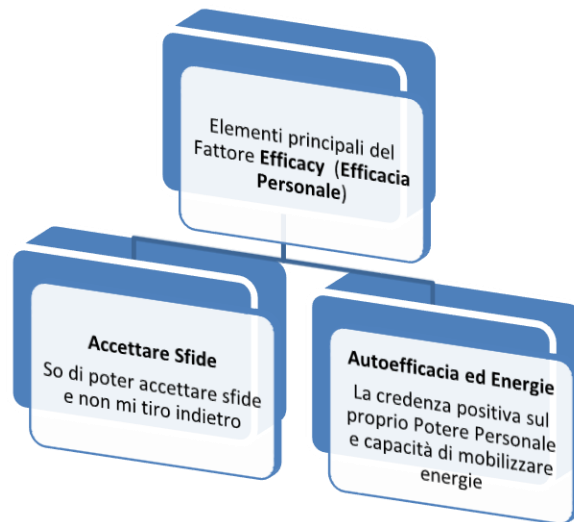 Elementi principali del
Fattore Efficacy (Efficacia
Personale)
Accettare Sfide
So di poter accettare sfide
e non mi tiro indietro
Autoefficacia ed Energie
La credenza positiva sul
proprio Potere Personale
e capacità di mobilizzare
energie